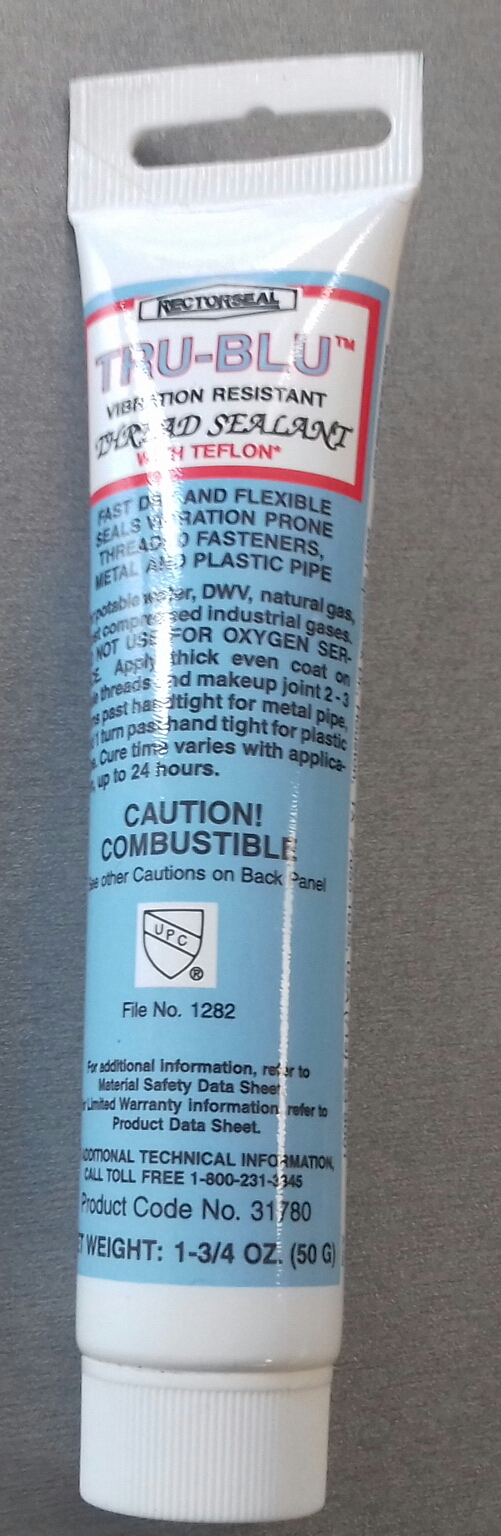 RECTORSEAL
TRU-BLU™
VIBRATION RESISTANT
THREAD SEALANT
WITH TEFLON*
FAST DRY AND FLEXIBLE
SEALS VIBRATION PRONE
THREADED FASTENERS,
METAL AND PLASTIC PIPE
potable water, DWV, natural gas,
compressed industrial gases.
NOT USE FOR OXYGEN SER-
Apply thick even coat on
threads and makeup joint 2-3
past handtight for metal pipe,
1 turn past hand tight for plastic
Cure time varies with applica-
up to 24 hours.
CAUTION!
COMBUSTIBLE
See other Cautions on Back Panel
UPC
®
File No. 1282
For additional information, refer to
Material Safety Data Sheet
Limited Warranty information refer to
Product Data Sheet.
ADDITIONAL TECHNICAL INFORMATION,
CALL TOLL FREE 1-800-231-3345
Product Code No. 31780
WEIGHT: 1-3/4 OZ. (50 G)